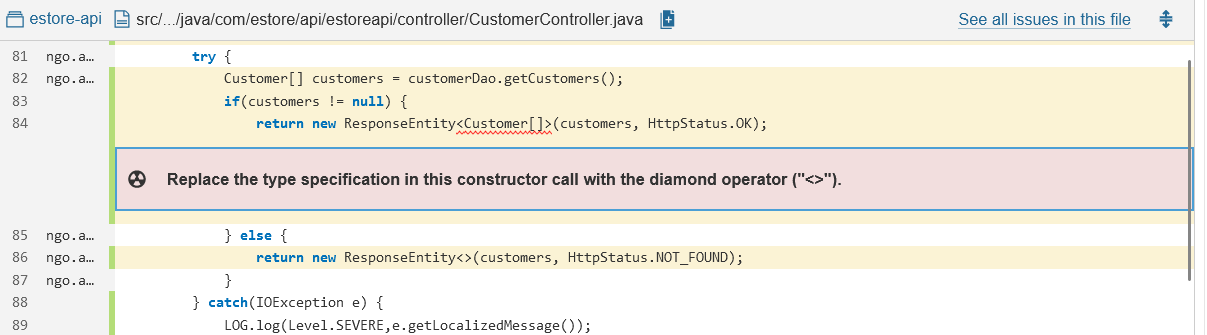 estore-api src/.../java/com/estore/api/estoreapi/controller/CustomerController.java See all issues in this file
81 ngo.a... try {
82 ngo.a... Customer[] customers = customerDao.getCustomers();
83 if(customers != null) {
84 return new ResponseEntity<Customer[]>(customers, HttpStatus.OK);
Replace the type specification in this constructor call with the diamond operator ("<>").
85 ngo.a... } else {
86 ngo.a... return new ResponseEntity<>(customers, HttpStatus.NOT_FOUND);
87 ngo.a... }
88 } catch(IOException e) {
89 LOG.log(Level.SEVERE,e.getLocalizedMessage());